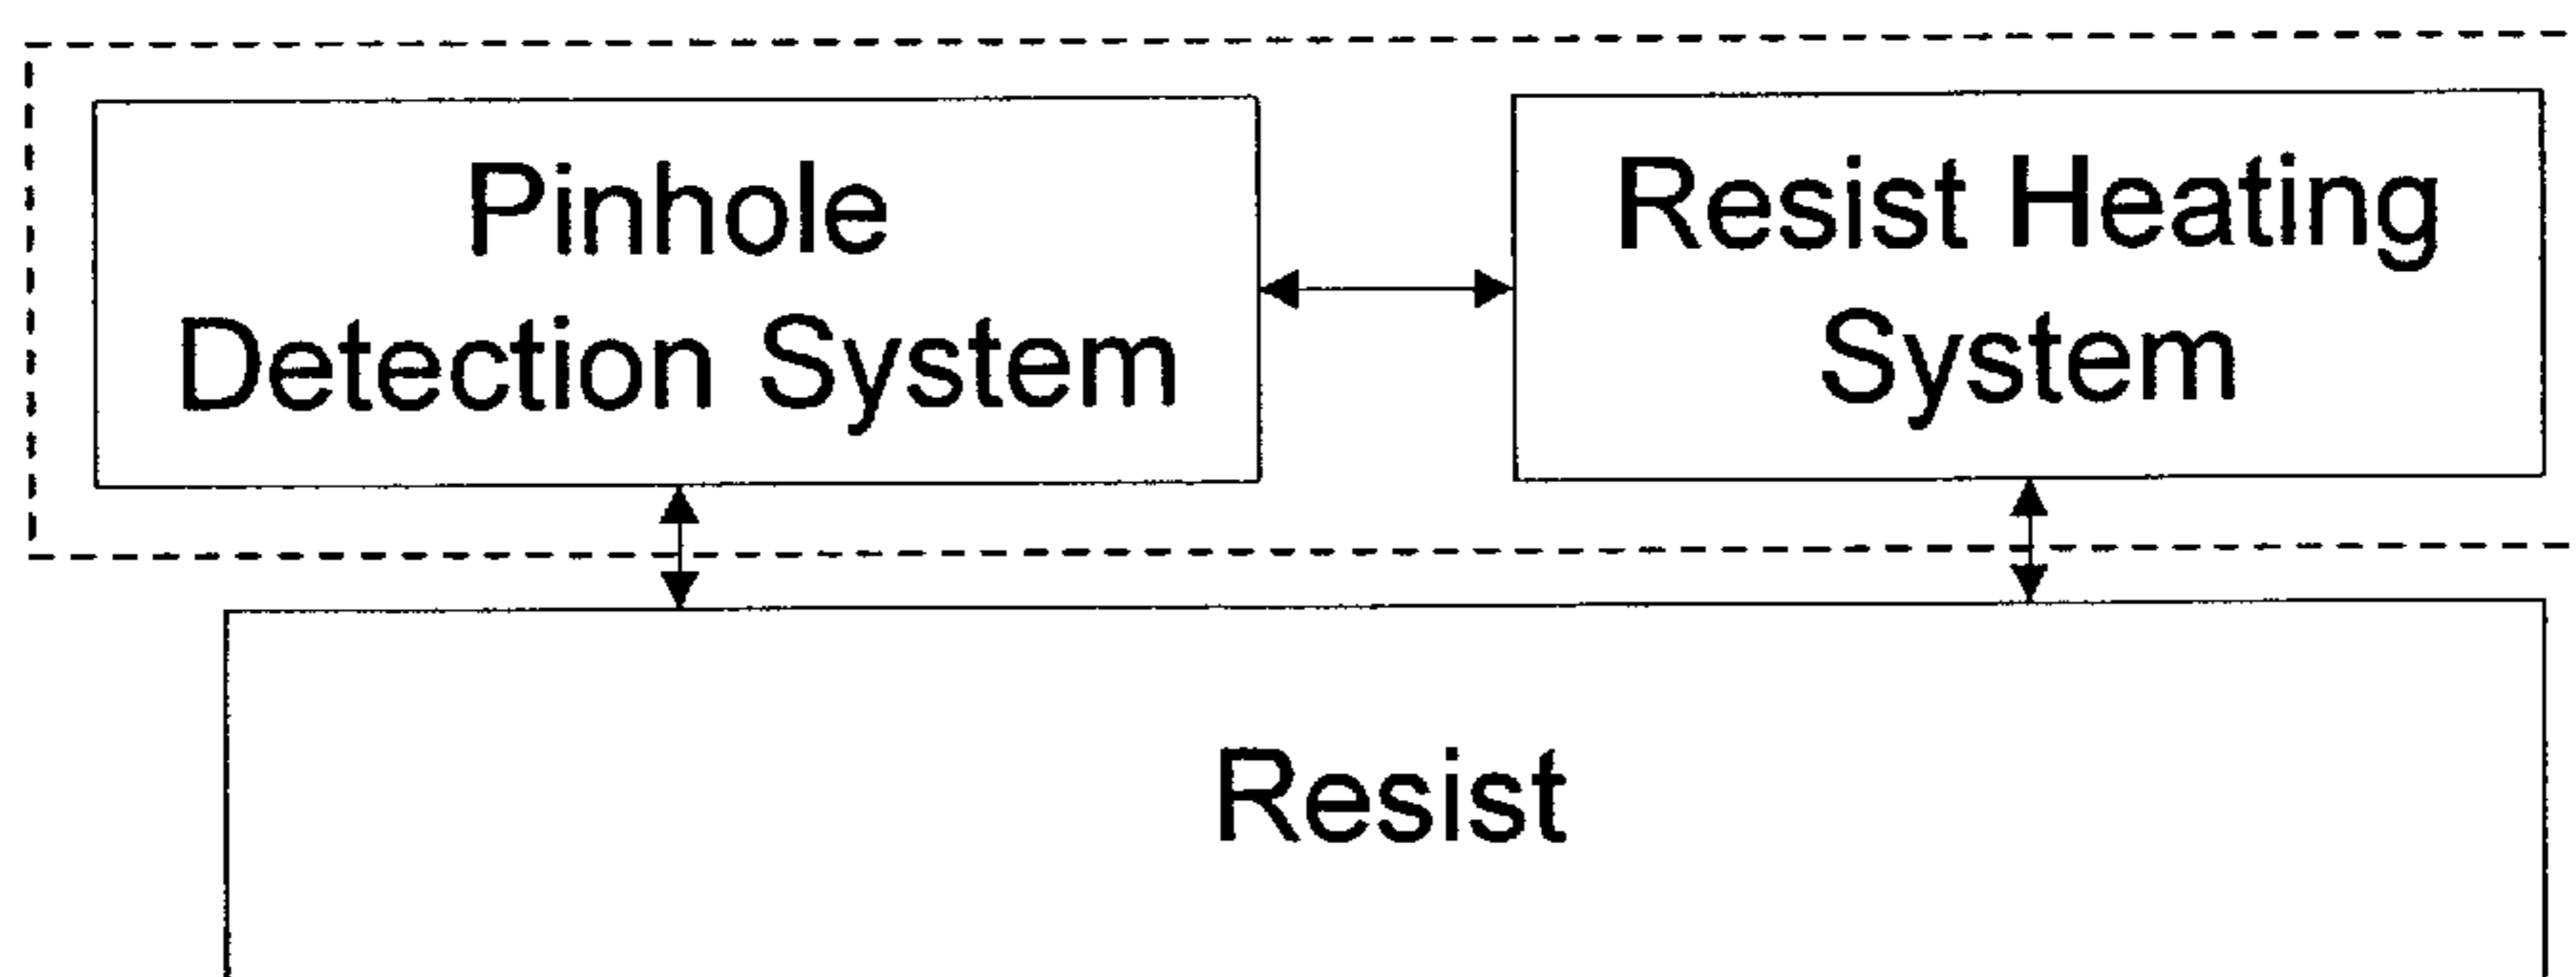 Pinhole
Detection System
Resist Heating
System
Resist